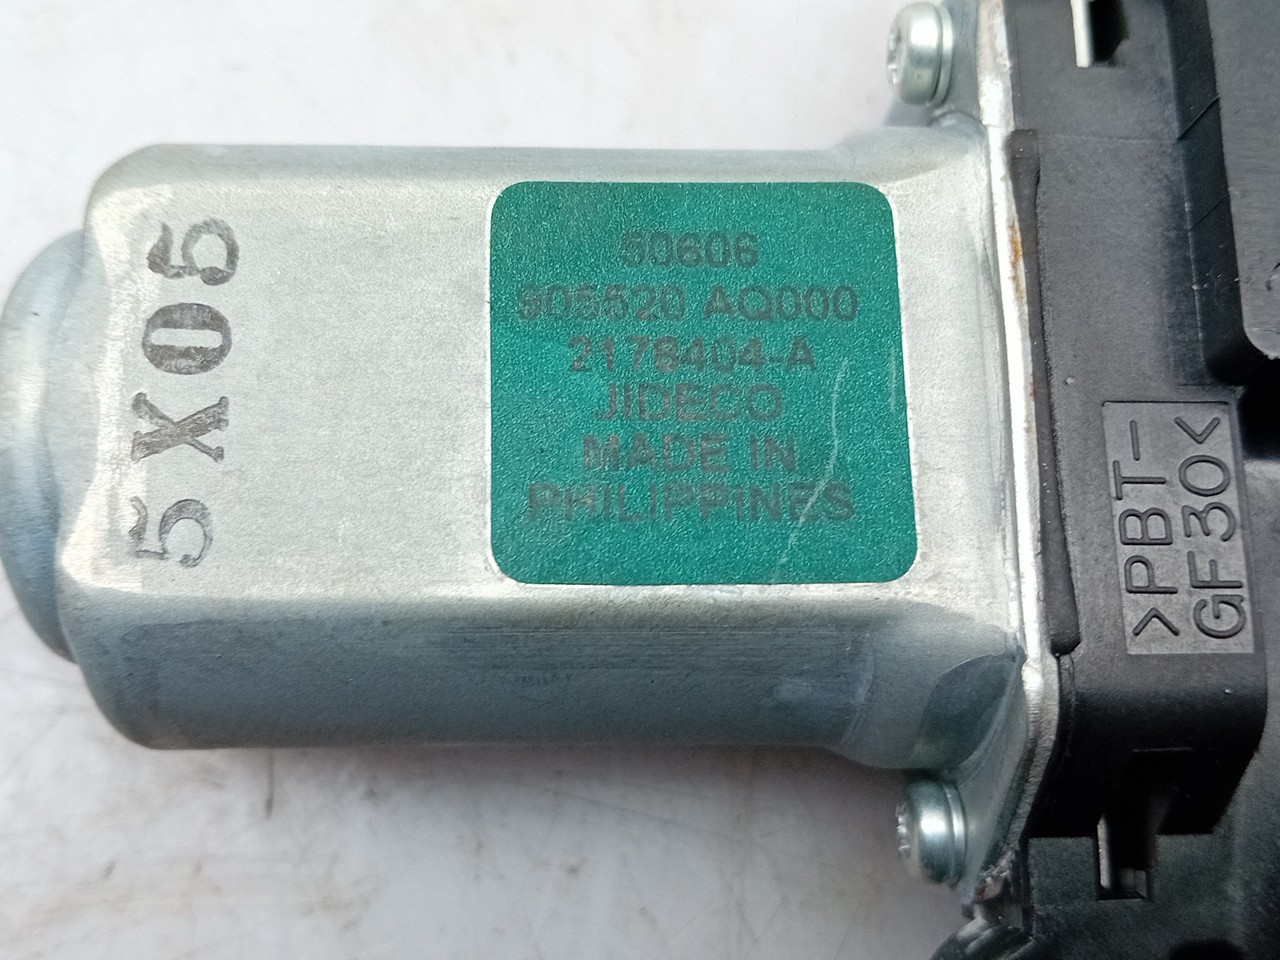 5X05
50606
905520 AQ000
2178404-A
JIDECO
MADE IN
PHILIPPINES
>PBT-
GF30<